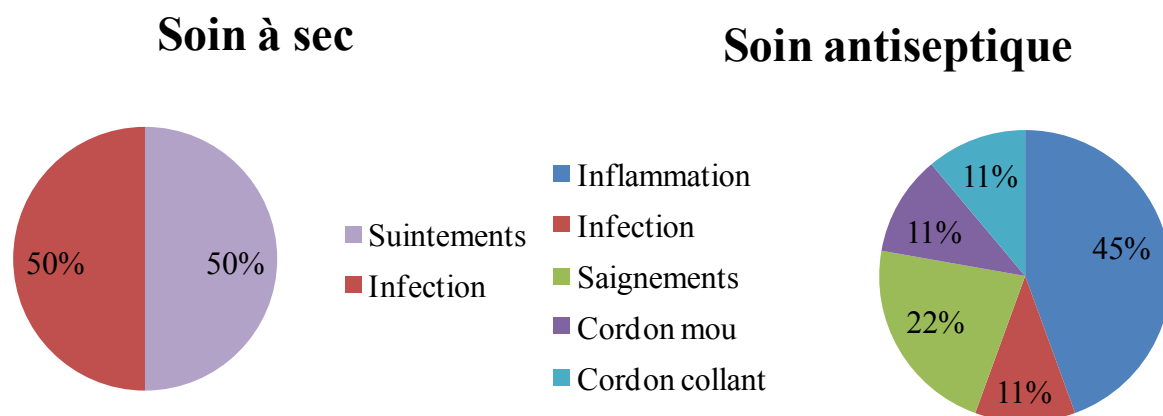 Soin à sec
50%
50%
Suintements
Infection
Soin antiseptique
Inflammation
Infection
Saignements
Cordon mou
Cordon collant
11%
45%
11%
22%
11%